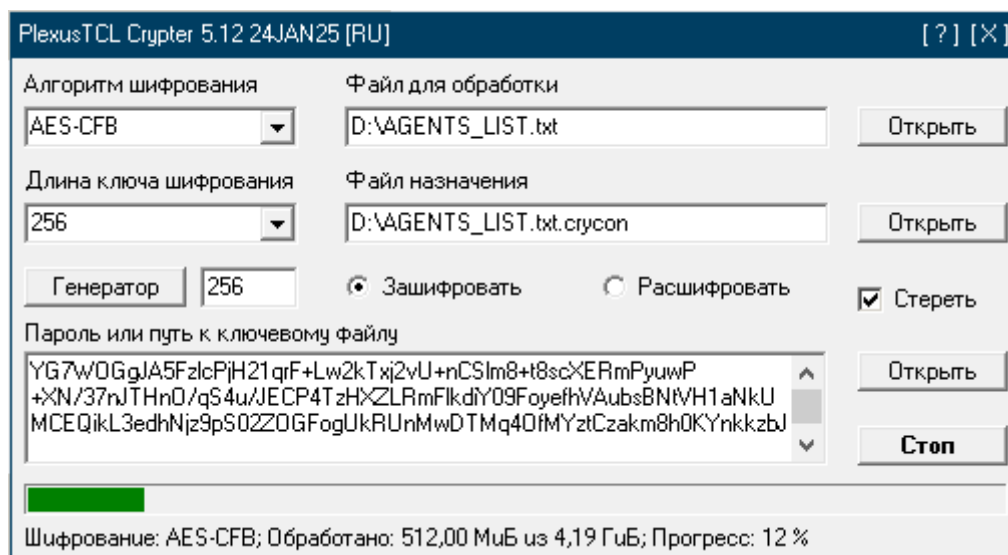 PlexusTCL Crypter 5.12 24JAN25 [RU] [ ? ] [ X ]
Алгоритм шифрования Файл для обработки
AES-CFB D:\AGENTS_LIST.txt Открыть
Длина ключа шифрования Файл назначения
256 D:\AGENTS_LIST.txt.crycon Открыть
Генератор 256 Зашифровать Расшифровать Стереть
Пароль или путь к ключевому файлу
YG7WOGgJA5FzlcPjH21qrF+Lw2kTxj2vU+nCSlm8+t8scXERmPyuwP
+XN/37nJTHnO/qS4u/JECP4TzHXZLRmFlkdiY09FoyefhVAubsBNtVH1aNkU
MCEQikL3edhNjz9pS02ZOGFogUkRUnMwDTMq4OfMYztCzakm8h0KYnkkzbJ
Открыть
Стоп
Шифрование: AES-CFB; Обработано: 512,00 МиБ из 4,19 ГиБ; Прогресс: 12 %